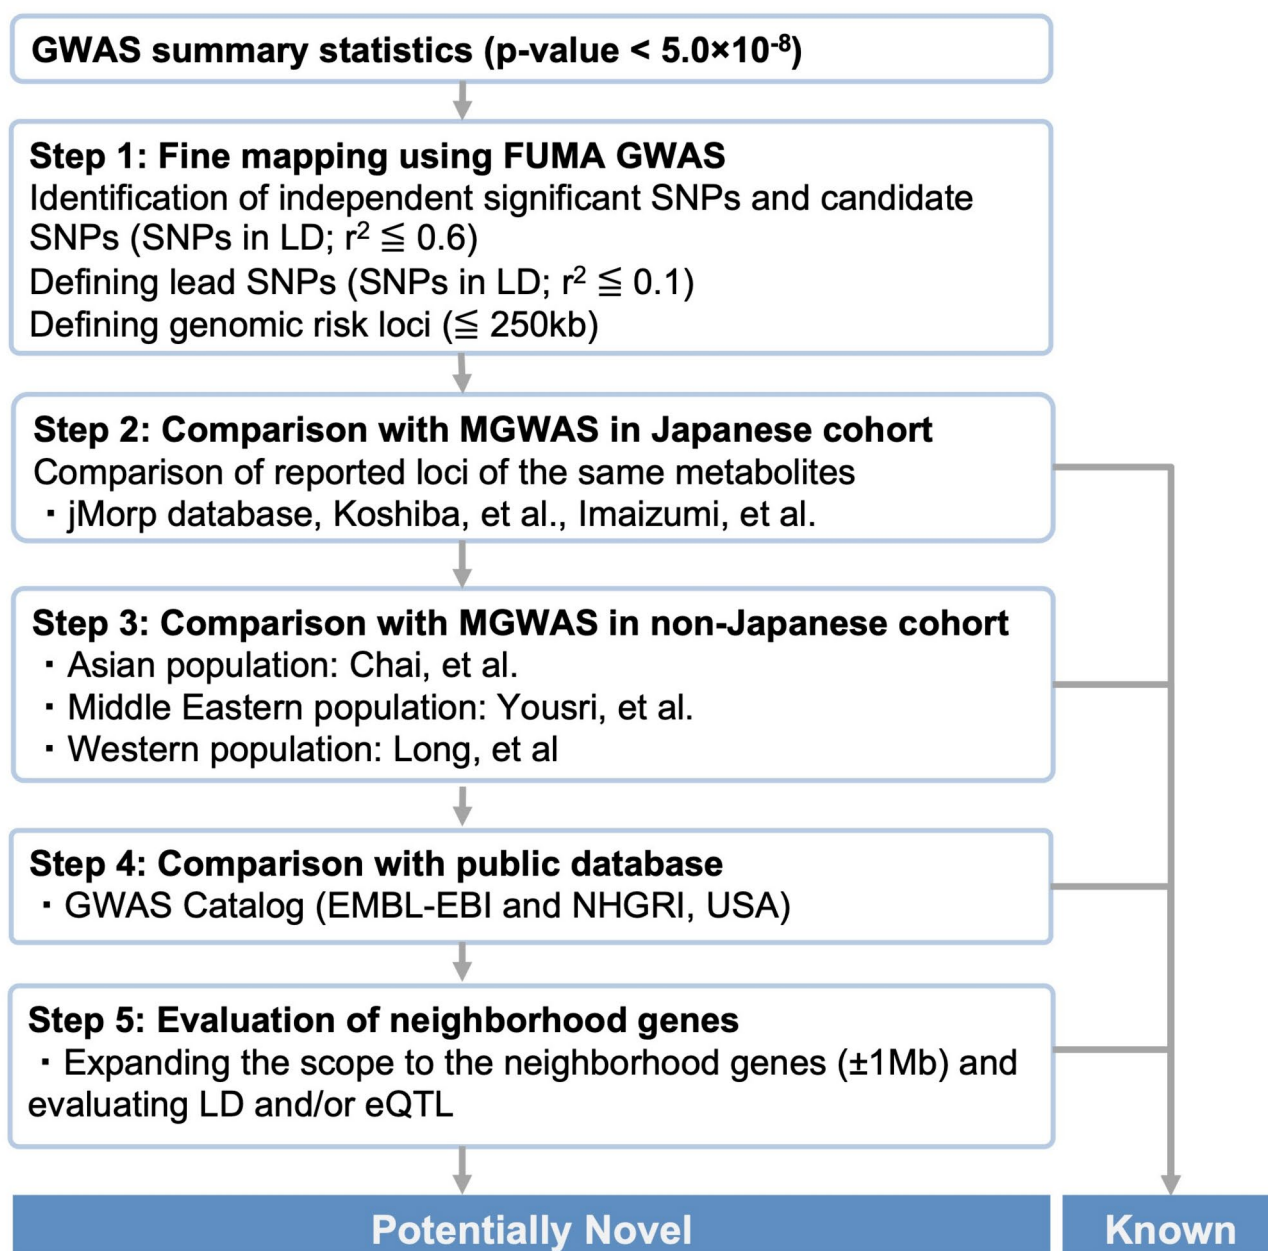 GWAS summary statistics (p-value < 5.0×10⁻⁸)
Step 1: Fine mapping using FUMA GWAS
Identification of independent significant SNPs and candidate
SNPs (SNPs in LD; r² ≦ 0.6)
Defining lead SNPs (SNPs in LD; r² ≦ 0.1)
Defining genomic risk loci (≦ 250kb)
Step 2: Comparison with MGWAS in Japanese cohort
Comparison of reported loci of the same metabolites
・jMorp database, Koshiba, et al., Imaizumi, et al.
Step 3: Comparison with MGWAS in non-Japanese cohort
・Asian population: Chai, et al.
・Middle Eastern population: Yousri, et al.
・Western population: Long, et al
Step 4: Comparison with public database
・GWAS Catalog (EMBL-EBI and NHGRI, USA)
Step 5: Evaluation of neighborhood genes
・Expanding the scope to the neighborhood genes (±1Mb) and
evaluating LD and/or eQTL
Potentially Novel
Known